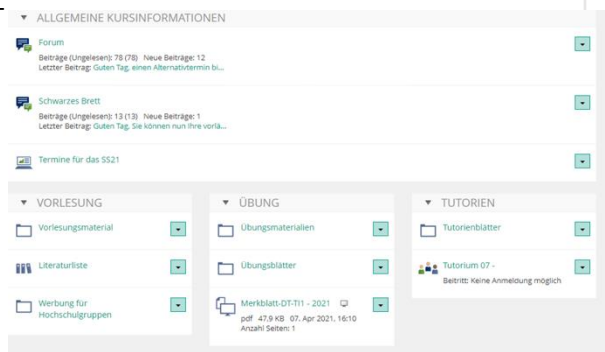 ALLGEMEINE KURSINFORMATIONEN
Forum
Beiträge (Ungelesen): 78 (78) Neue Beiträge: 12
Letzter Beitrag: Guten Tag, einen Alternativtermin bi...
Schwarzes Brett
Beiträge (Ungelesen): 13 (13) Neue Beiträge: 1
Letzter Beitrag: Guten Tag, Sie können nun Ihre vorlä...
Termine für das SS21
VORLESUNG
Vorlesungsmaterial
Literaturliste
Werbung für
Hochschulgruppen
ÜBUNG
Übungsmaterialien
Übungsblätter
Merkblatt-DT-TI1 - 2021
pdf 47,9 KB 07. Apr 2021, 16:10
Anzahl Seiten: 1
TUTORIEN
Tutorienblätter
Tutorium 07 -
Beitritt: Keine Anmeldung möglich